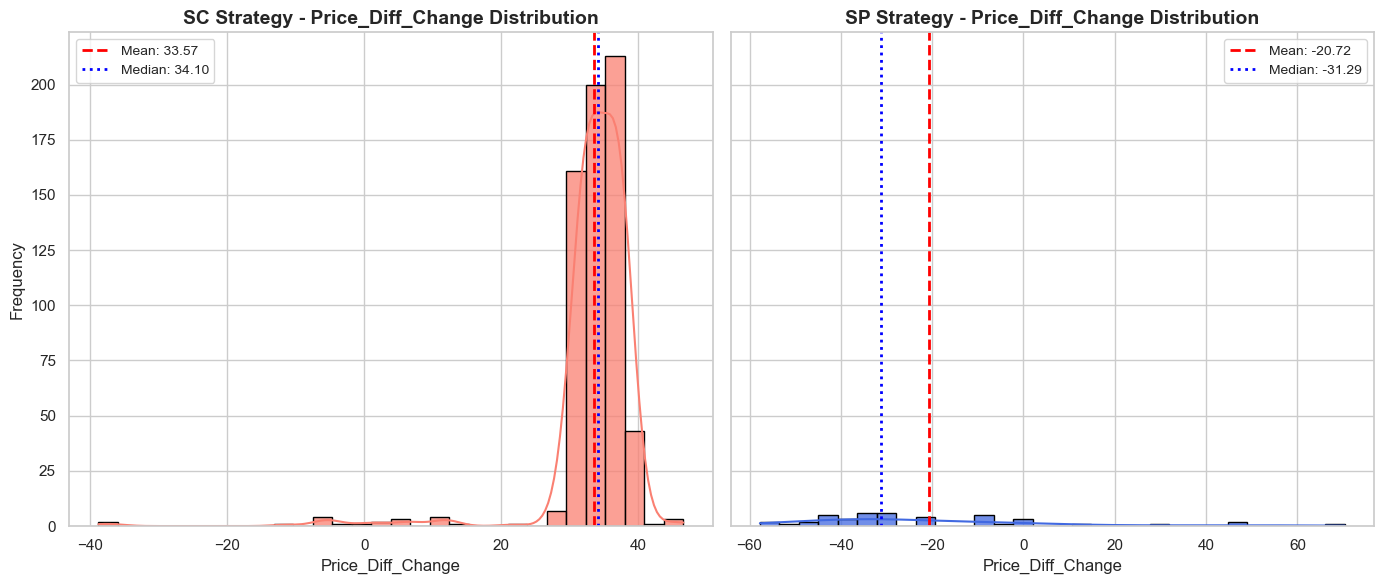 SC Strategy - Price_Diff_Change Distribution
Mean: 33.57
Median: 34.10
200
175
150
125
100
75
50
25
0
Frequency
−40
−20
0
20
40
Price_Diff_Change
SP Strategy - Price_Diff_Change Distribution
Mean: -20.72
Median: -31.29
−60
−40
−20
0
20
40
60
Price_Diff_Change